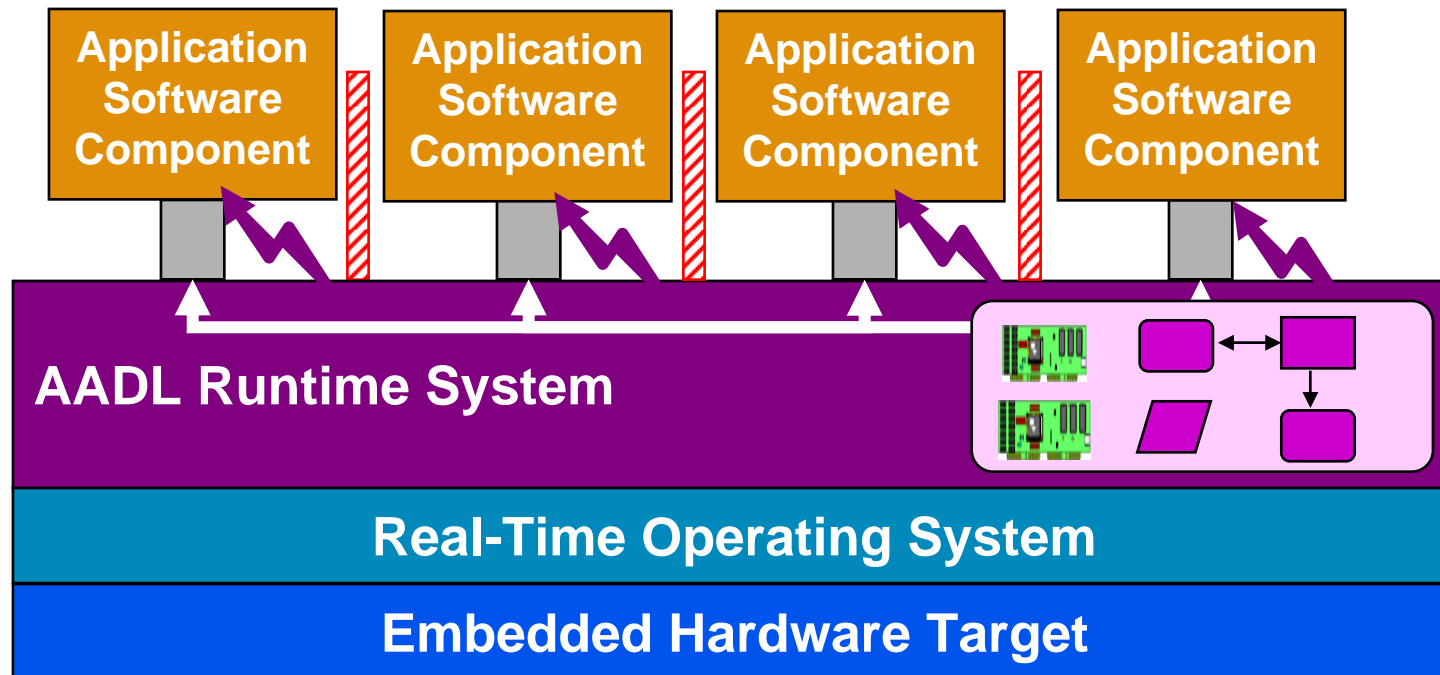 Application
Software
Component
Application
Software
Component
Application
Software
Component
Application
Software
Component
AADL Runtime System
Real-Time Operating System
Embedded Hardware Target